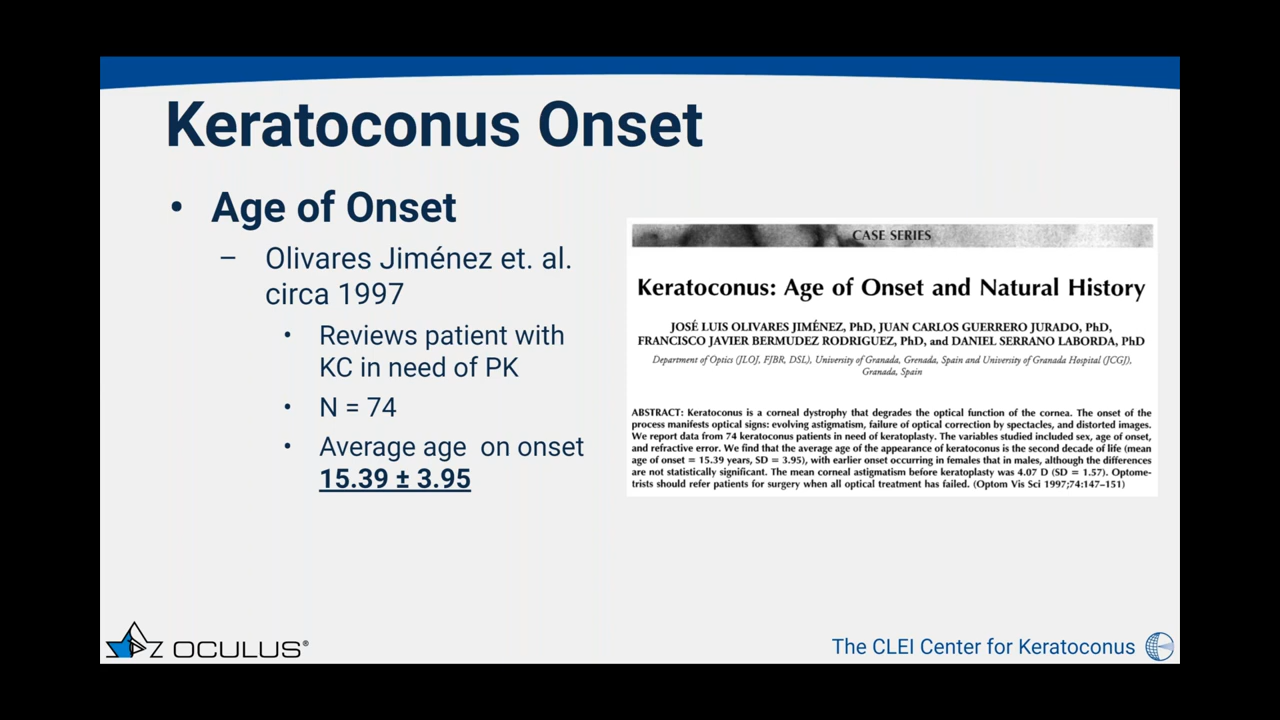 Keratoconus Onset
• Age of Onset
– Olivares Jiménez et. al.
circa 1997
• Reviews patient with
KC in need of PK
• N = 74
• Average age on onset
15.39 ± 3.95
CASE SERIES
Keratoconus: Age of Onset and Natural History
JOSÉ LUIS OLIVARES JIMÉNEZ, PhD, JUAN CARLOS GUERRERO JURADO, PhD,
FRANCISCO JAVIER BERMUDEZ RODRIGUEZ, PhD, and DANIEL SERRANO LABORDA, PhD
Department of Optics (JLOJ, FJBR, DSL), University of Granada, Grenada, Spain and University of Granada Hospital (JCGJ),
Granada, Spain
ABSTRACT: Keratoconus is a corneal dystrophy that degrades the optical function of the cornea. The onset of the
process manifests optical signs: evolving astigmatism, failure of optical correction by spectacles, and distorted images.
We report data from 74 keratoconus patients in need of keratoplasty. The variables studied included sex, age of onset,
and refractive error. We find that the average age of the appearance of keratoconus is the second decade of life (mean
age of onset = 15.39 years, SD = 3.95), with earlier onset occurring in females that in males, although the differences
are not statistically significant. The mean corneal astigmatism before keratoplasty was 4.07 D (SD = 1.57). Optome-
trists should refer patients for surgery when all optical treatment has failed. (Optom Vis Sci 1997;74:147–151)
OCULUS®
The CLEI Center for Keratoconus